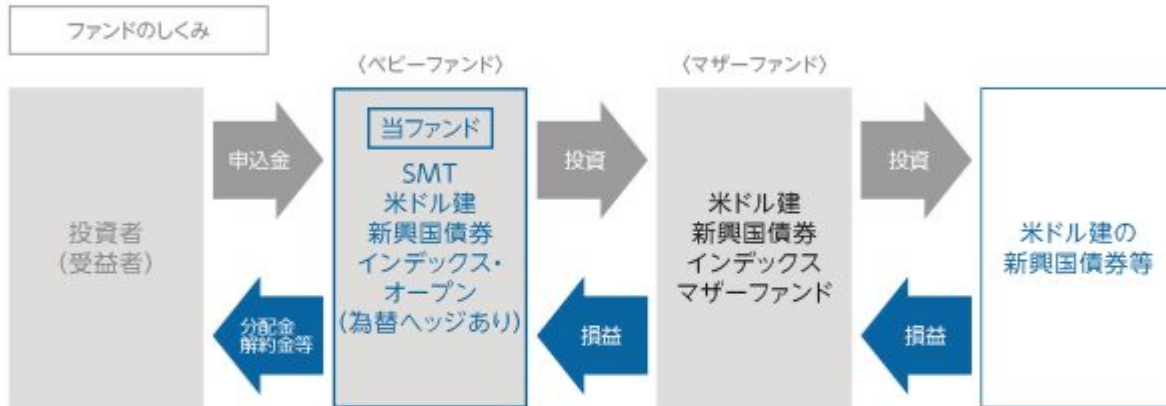 ファンドのしくみ
〈ベビーファンド〉
〈マザーファンド〉
投資者
(受益者)
申込金
分配金
解約金等
当ファンド
SMT
米ドル建
新興国債券
インデックス・
オープン
(為替ヘッジあり)
投資
損益
米ドル建
新興国債券
インデックス
マザーファンド
投資
損益
米ドル建の
新興国債券等